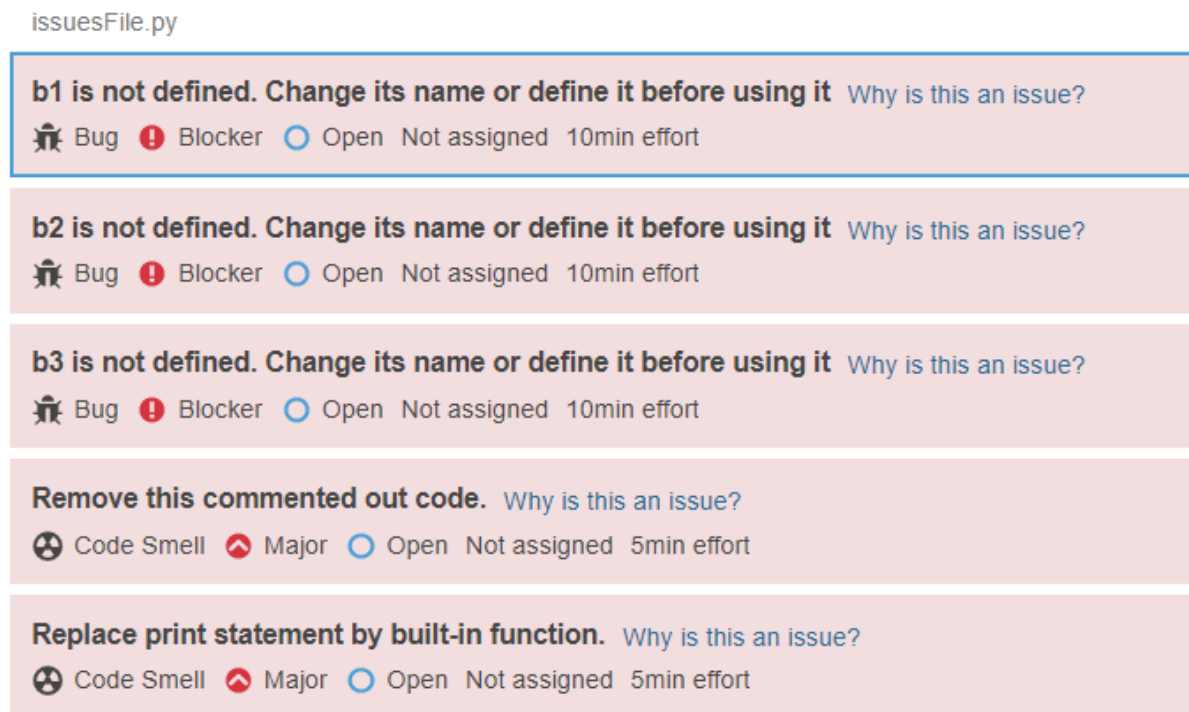 issuesFile.py
b1 is not defined. Change its name or define it before using it Why is this an issue?
Bug Blocker Open Not assigned 10min effort
b2 is not defined. Change its name or define it before using it Why is this an issue?
Bug Blocker Open Not assigned 10min effort
b3 is not defined. Change its name or define it before using it Why is this an issue?
Bug Blocker Open Not assigned 10min effort
Remove this commented out code. Why is this an issue?
Code Smell Major Open Not assigned 5min effort
Replace print statement by built-in function. Why is this an issue?
Code Smell Major Open Not assigned 5min effort